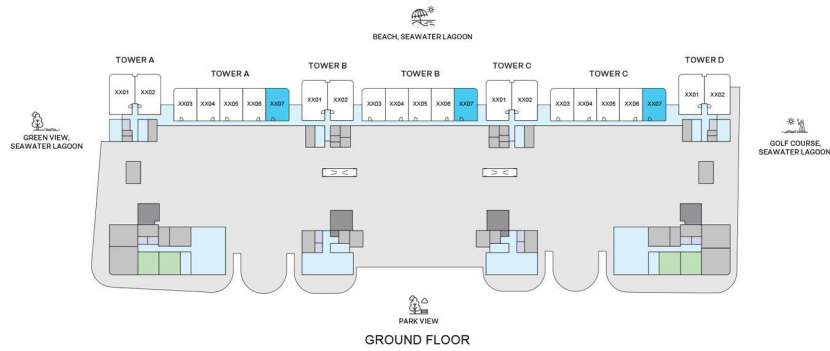 BEACH, SEAWATER LAGOON
TOWER A
TOWER A
TOWER B
TOWER B
TOWER C
TOWER C
TOWER D
XX01 XX02
XX03 XX04 XX05 XX06 XX07
XX01 XX02
XX03 XX04 XX05 XX06 XX07
XX01 XX02
XX03 XX04 XX05 XX06 XX07
XX01 XX02
GREEN VIEW,
SEAWATER LAGOON
GOLF COURSE,
SEAWATER LAGOON
PARK VIEW
GROUND FLOOR